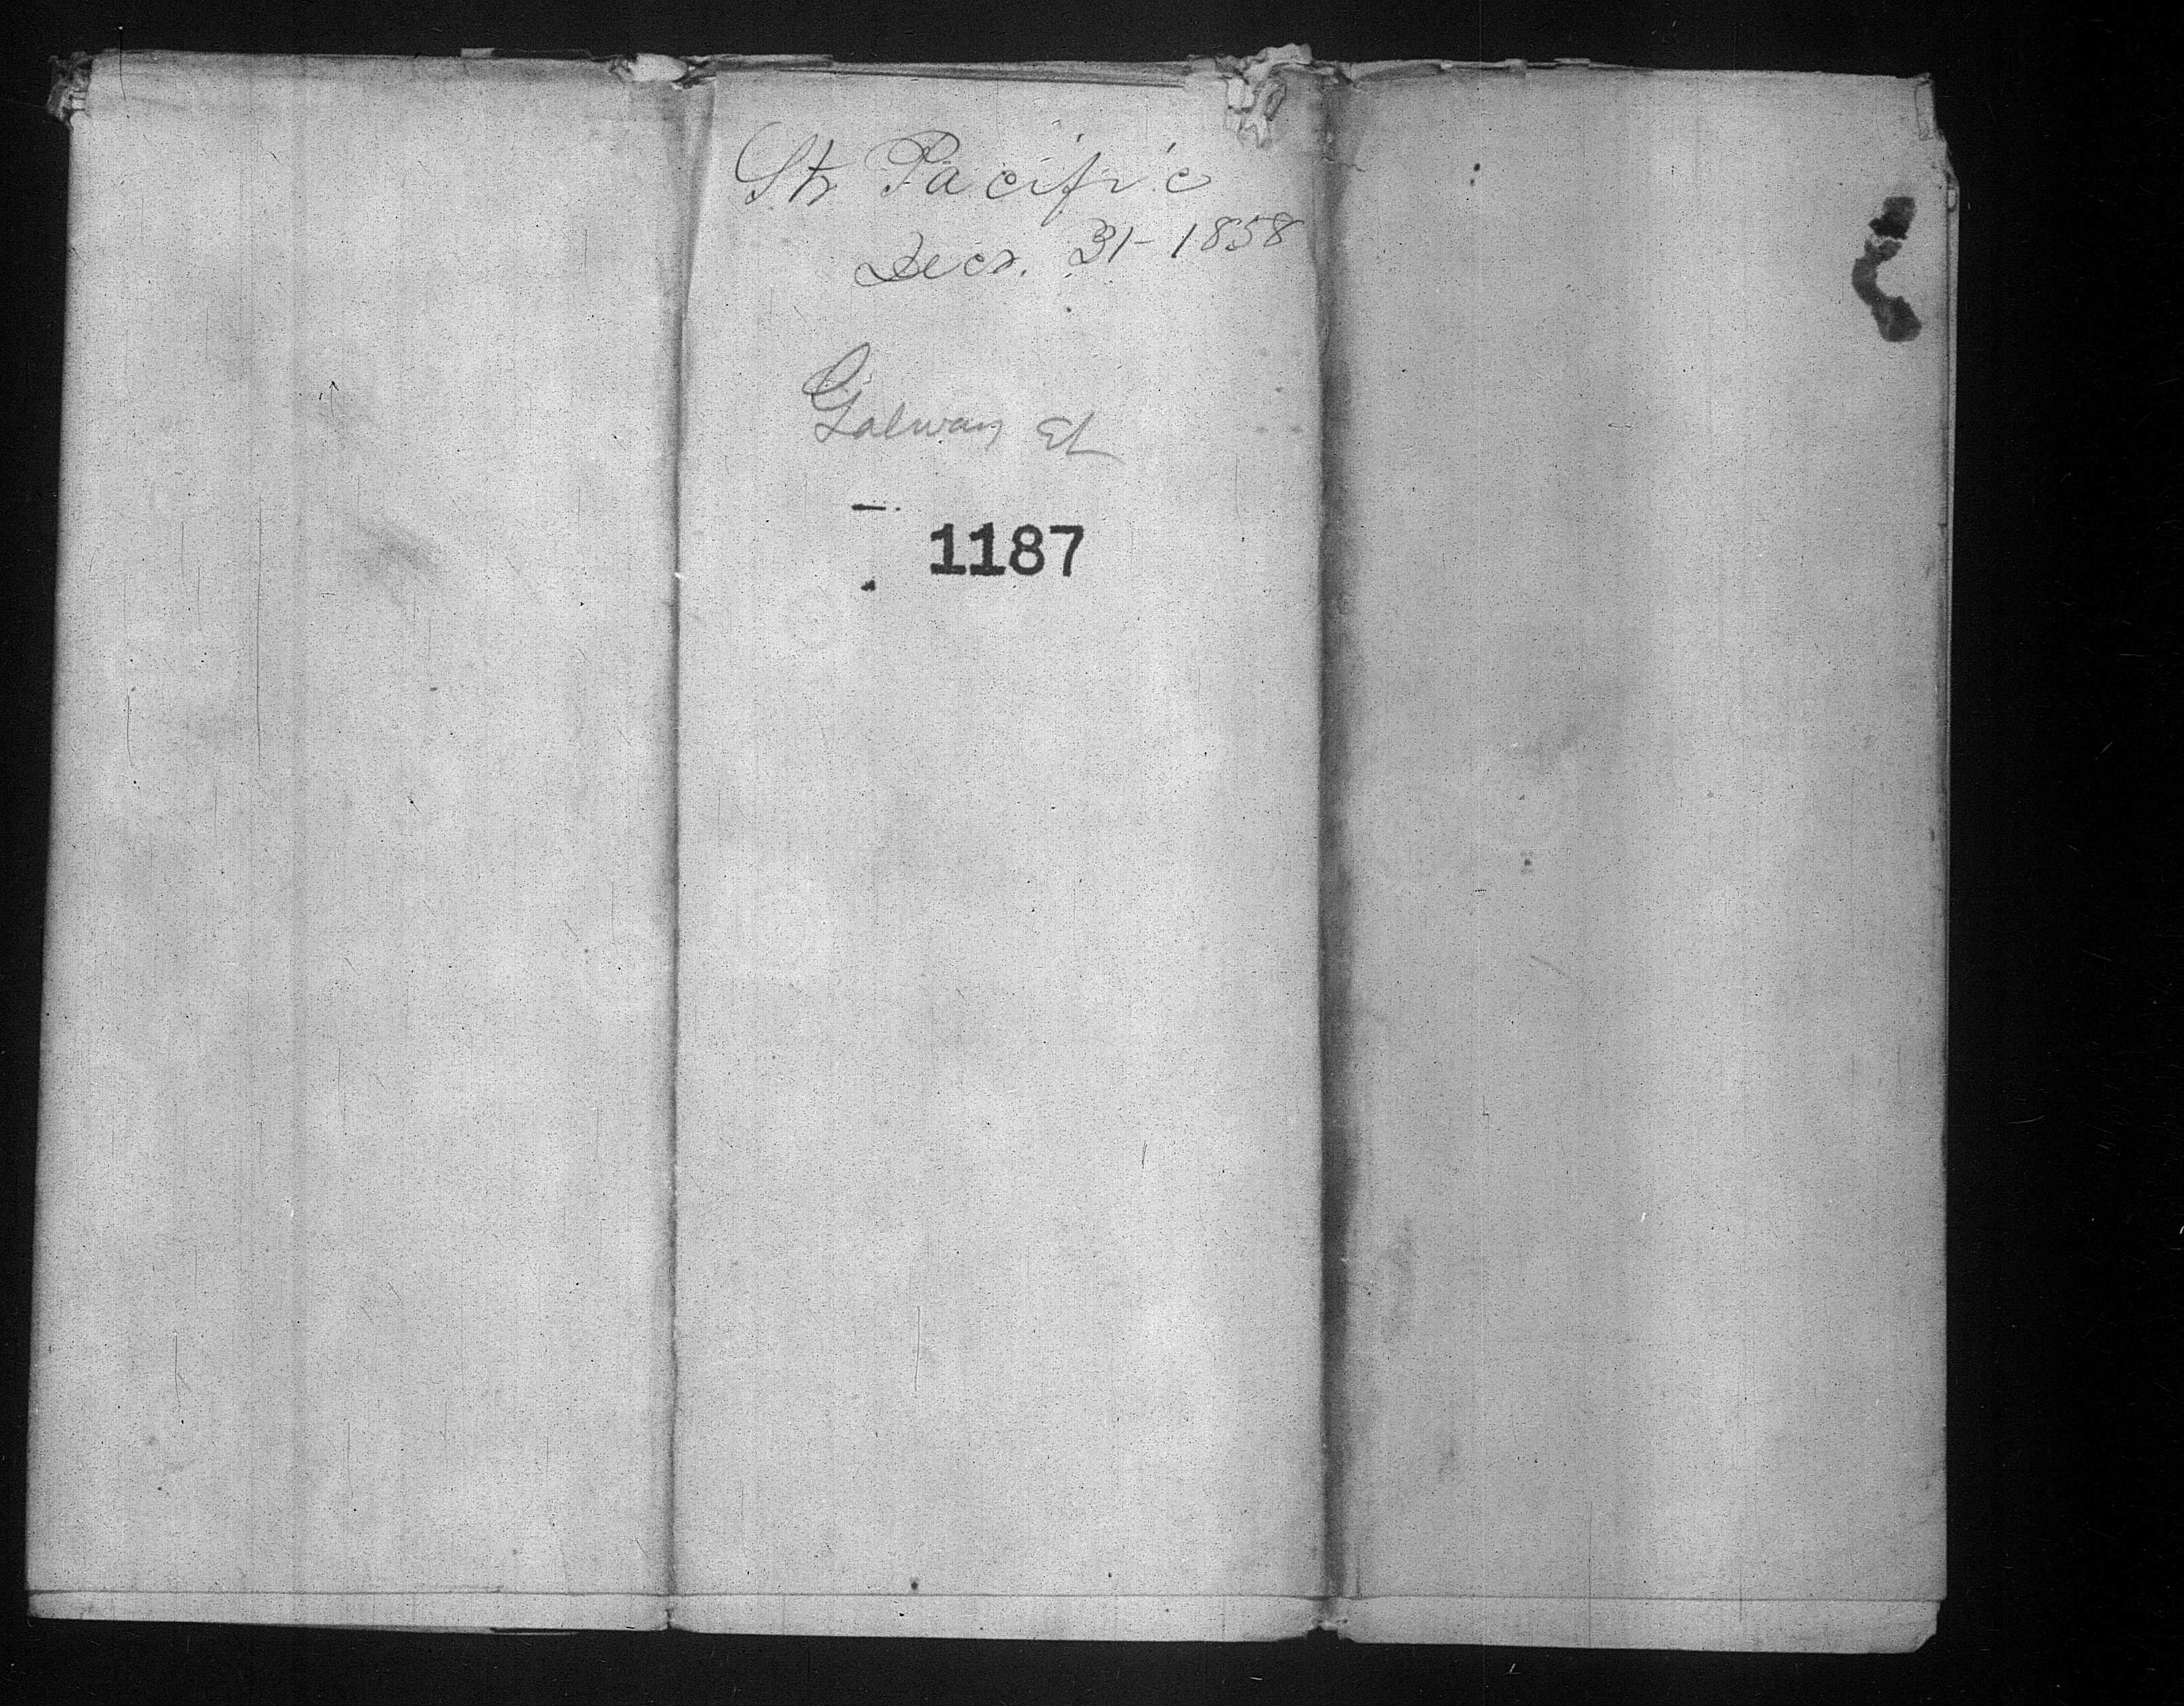 Str Pacific
Decr. 31-1858
Galway
1187